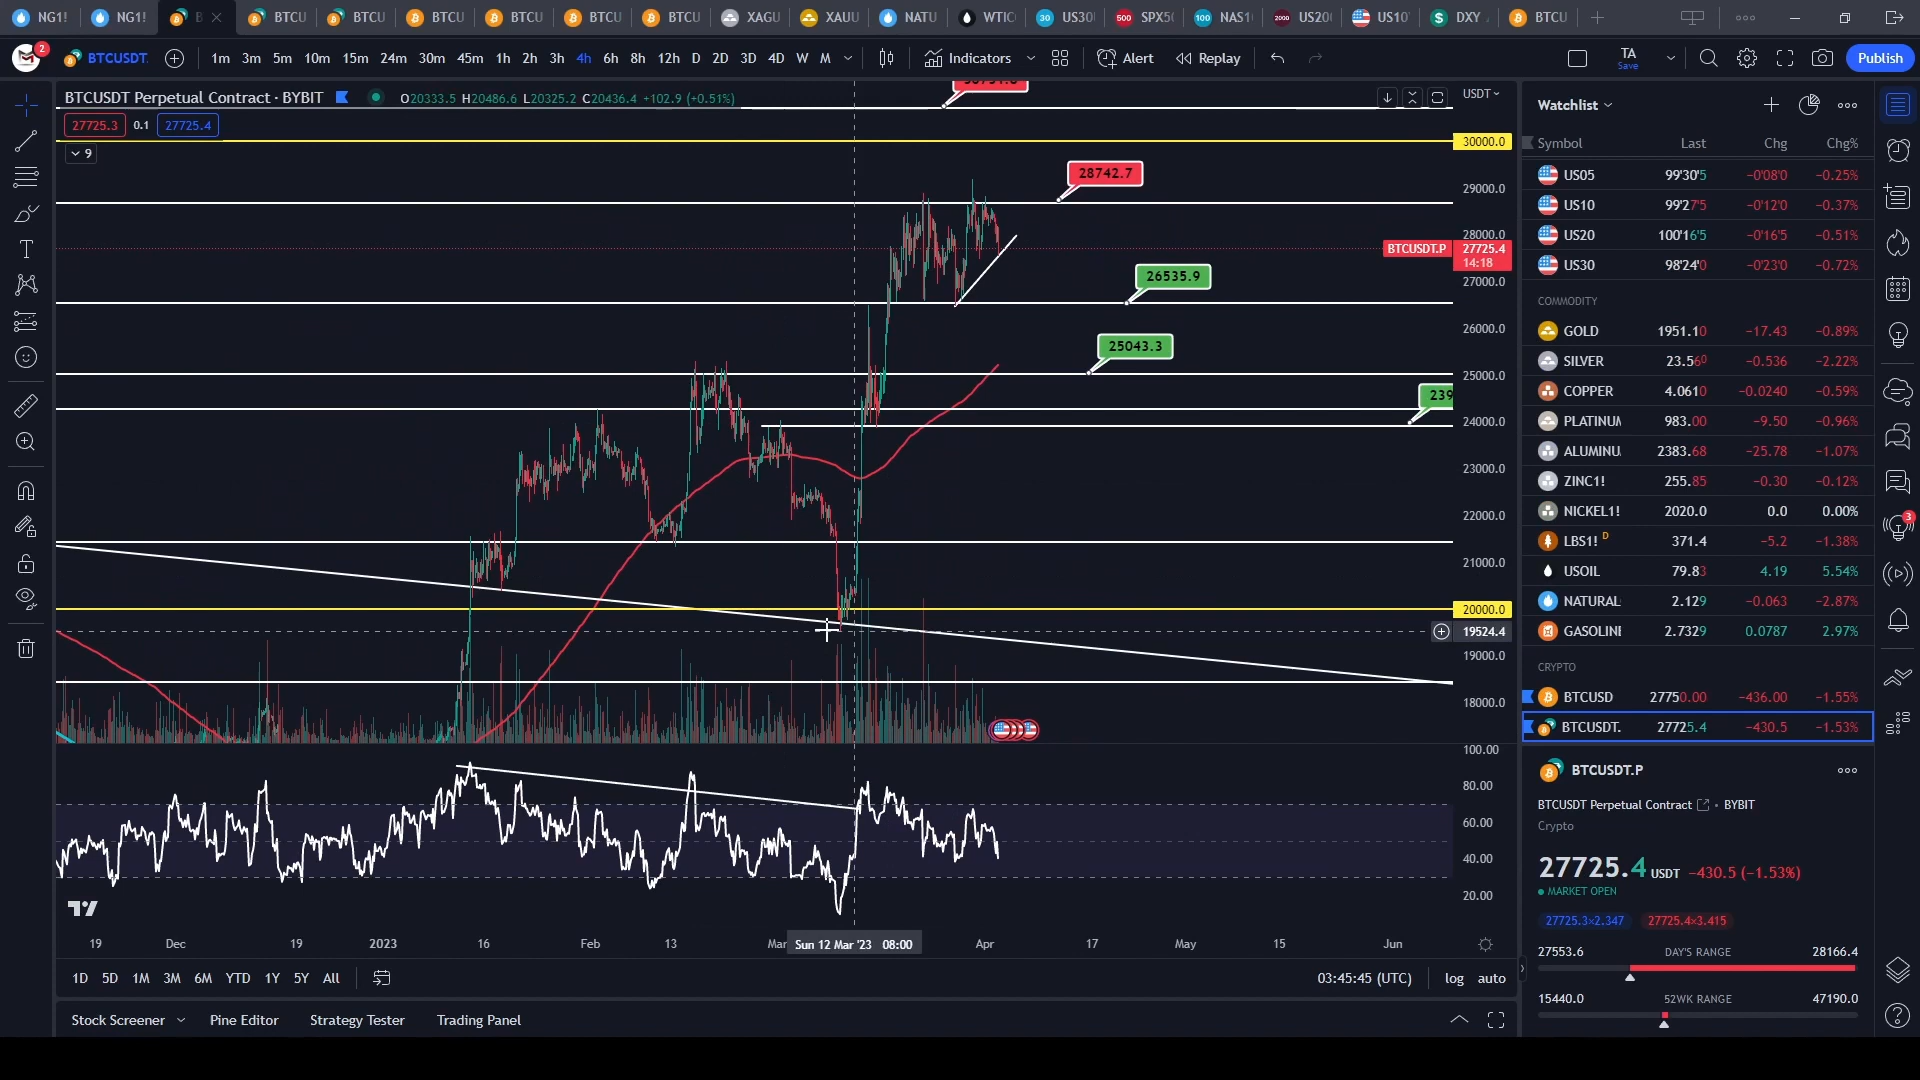 NG1! NG1! B BTCU BTCU BTCU BTCU BTCU BTCU XAGU XAUU NATU WTIC 30 US30 500 SPX5 100 NAS1 2000 US20 US10 $ DXY BTCU
2 BTCUSDT 1m 3m 5m 10m 15m 24m 30m 45m 1h 2h 3h 4h 6h 8h 12h D 2D 3D 4D W M Indicators Alert Replay TA Save Publish
BTCUSDT Perpetual Contract · BYBIT O20333.5 H20486.6 L20325.2 C20436.4 +102.9 (+0.51%) USDT
27725.3 0.1 27725.4
9
30000.0
28742.7
29000.0
28000.0
BTCUSDT.P 27725.4
14:18
27000.0
26535.9
26000.0
25043.3
25000.0
239
24000.0
23000.0
22000.0
21000.0
20000.0
19524.4
19000.0
18000.0
100.00
80.00
60.00
40.00
20.00
19 Dec 19 2023 16 Feb 13 Mar Sun 12 Mar '23 08:00 Apr 17 May 15 Jun
1D 5D 1M 3M 6M YTD 1Y 5Y All 03:45:45 (UTC) log auto
Stock Screener Pine Editor Strategy Tester Trading Panel
Watchlist
Symbol Last Chg Chg%
US05 99'30'5 −0'08'0 −0.25%
US10 99'27'5 −0'12'0 −0.37%
US20 100'16'5 −0'16'5 −0.51%
US30 98'24'0 −0'23'0 −0.72%
COMMODITY
GOLD 1951.10 −17.43 −0.89%
SILVER 23.560 −0.536 −2.22%
COPPER 4.0610 −0.0240 −0.59%
PLATINUM 983.00 −9.50 −0.96%
ALUMINU 2383.68 −25.78 −1.07%
ZINC1! 255.85 −0.30 −0.12%
NICKEL1! 2020.0 0.0 0.00%
LBS1! D 371.4 −5.2 −1.38%
USOIL 79.83 4.19 5.54%
NATURAL 2.129 −0.063 −2.87%
GASOLINE 2.7329 0.0787 2.97%
CRYPTO
BTCUSD 27750.00 −436.00 −1.55%
BTCUSDT. 27725.4 −430.5 −1.53%
BTCUSDT.P
BTCUSDT Perpetual Contract • BYBIT
Crypto
27725.4 USDT −430.5 (−1.53%)
MARKET OPEN
27725.3×2.347 27725.4×3.415
27553.6 DAY'S RANGE 28166.4
15440.0 52WK RANGE 47190.0
3